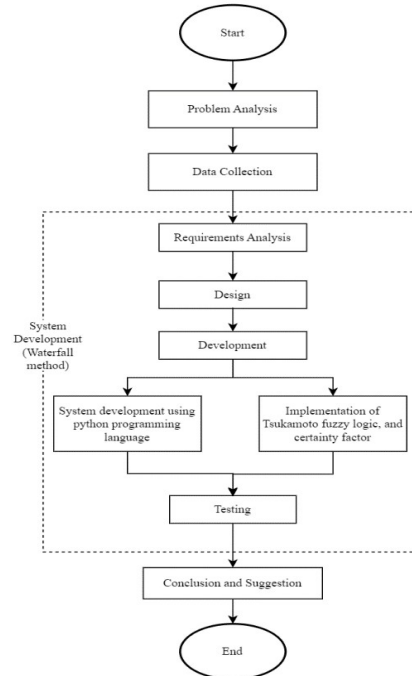 Start
Problem Analysis
Data Collection
Requirements Analysis
Design
System
Development
(Waterfall
method)
Development
System development using
python programming
language
Implementation of
Tsukamoto fuzzy logic, and
certainty factor
Testing
Conclusion and Suggestion
End